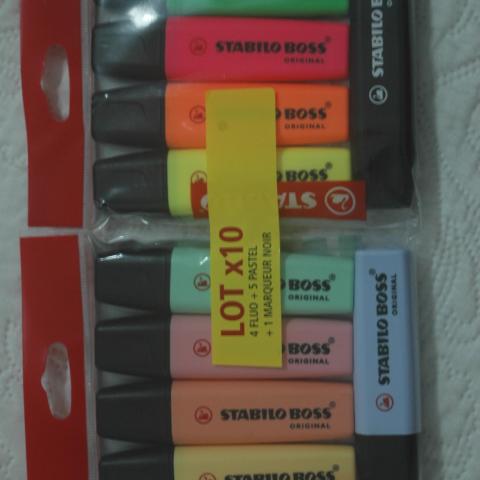 STABILO BOSS
ORIGINAL
STABILO BOSS
ORIGINAL
BOSS
ORIGINAL
BOSS
STABILO
LOT x10
4 FLUO + 5 PASTEL
+ 1 MARQUEUR NOIR
BOSS
ORIGINAL
BOSS
ORIGINAL
STABILO BOSS
ORIGINAL
STABILO BOSS
ORIGINAL
STABILO BOSS